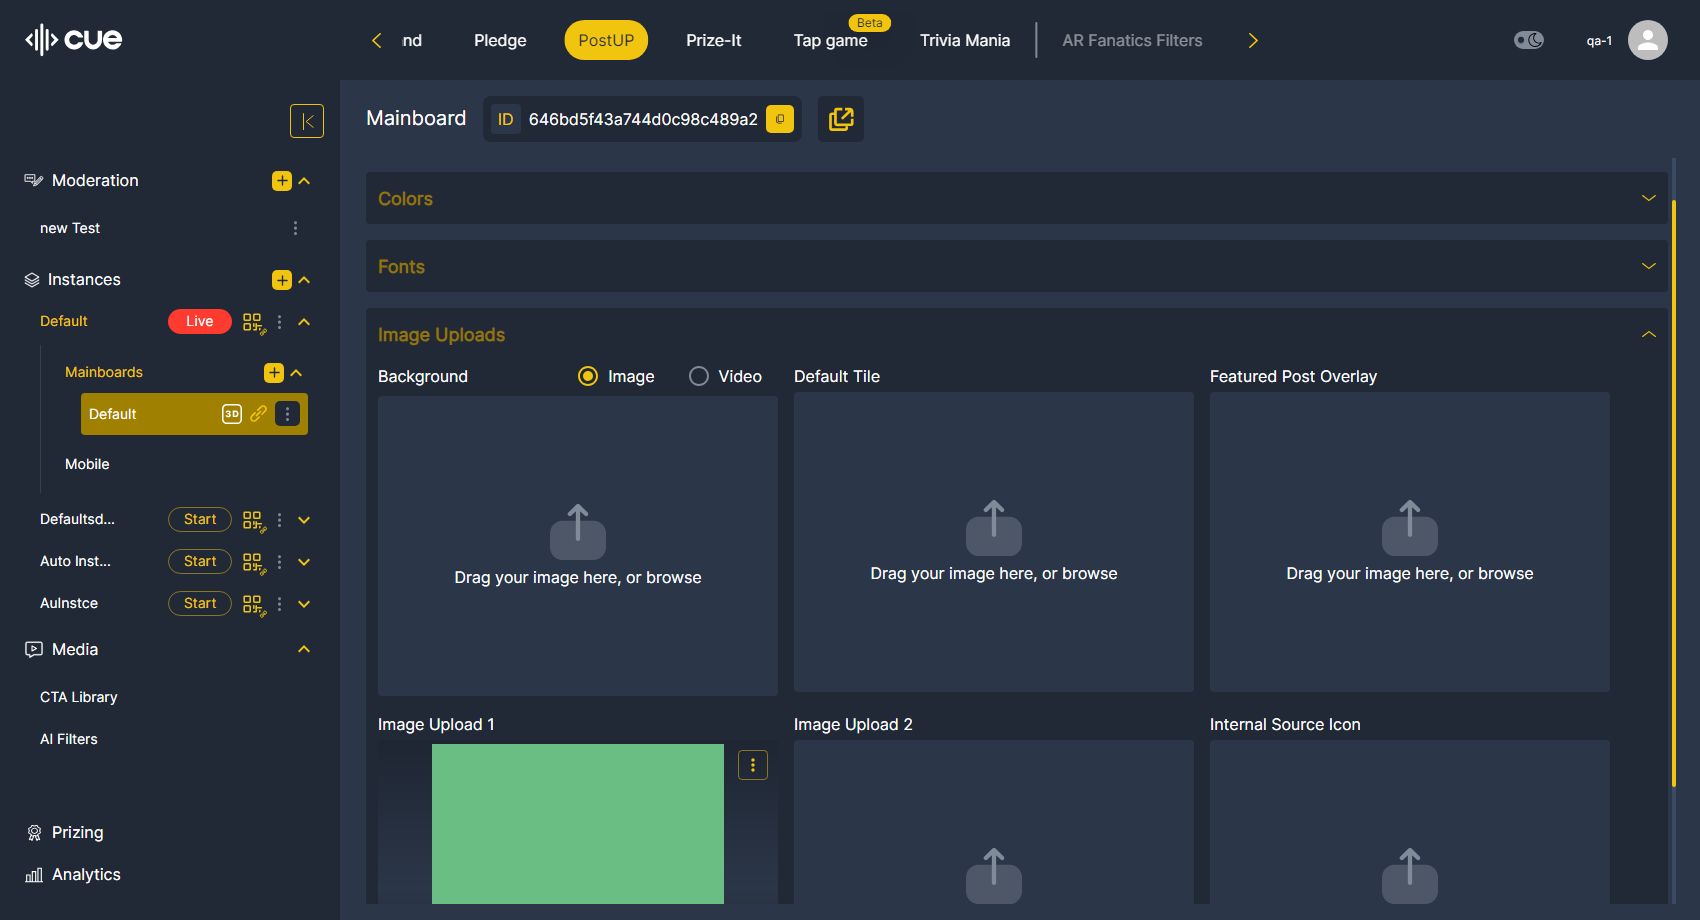 cue
nd
Pledge
PostUP
Prize-It
Tap game
Beta
Trivia Mania
AR Fanatics Filters
qa-1
Mainboard
ID
646bd5f43a744d0c98c489a2
Moderation
new Test
Instances
Default
Live
Mainboards
Default
3D
Mobile
Defaultsd...
Start
Auto Inst...
Start
AuInstce
Start
Media
CTA Library
AI Filters
Prizing
Analytics
Colors
Fonts
Image Uploads
Background
Image
Video
Default Tile
Featured Post Overlay
Drag your image here, or browse
Drag your image here, or browse
Drag your image here, or browse
Image Upload 1
Image Upload 2
Internal Source Icon